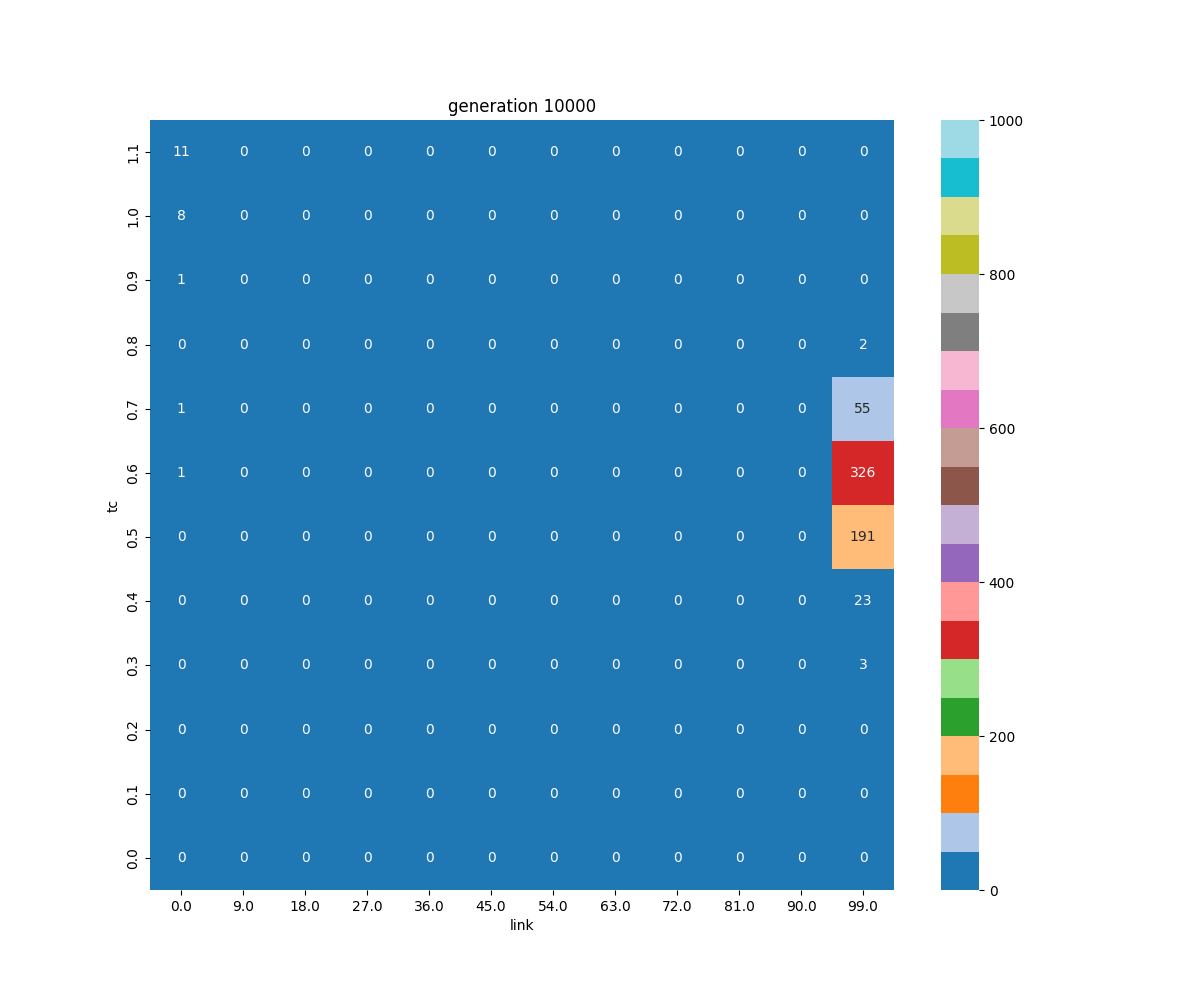 generation 10000
1.1 11 0 0 0 0 0 0 0 0 0 0 0
1.0 8 0 0 0 0 0 0 0 0 0 0 0
0.9 1 0 0 0 0 0 0 0 0 0 0 0
0.8 0 0 0 0 0 0 0 0 0 0 0 2
0.7 1 0 0 0 0 0 0 0 0 0 0 55
0.6 1 0 0 0 0 0 0 0 0 0 0 326
0.5 0 0 0 0 0 0 0 0 0 0 0 191
0.4 0 0 0 0 0 0 0 0 0 0 0 23
0.3 0 0 0 0 0 0 0 0 0 0 0 3
0.2 0 0 0 0 0 0 0 0 0 0 0 0
0.1 0 0 0 0 0 0 0 0 0 0 0 0
0.0 0 0 0 0 0 0 0 0 0 0 0 0
tc
0.0 9.0 18.0 27.0 36.0 45.0 54.0 63.0 72.0 81.0 90.0 99.0
link
1000
800
600
400
200
0